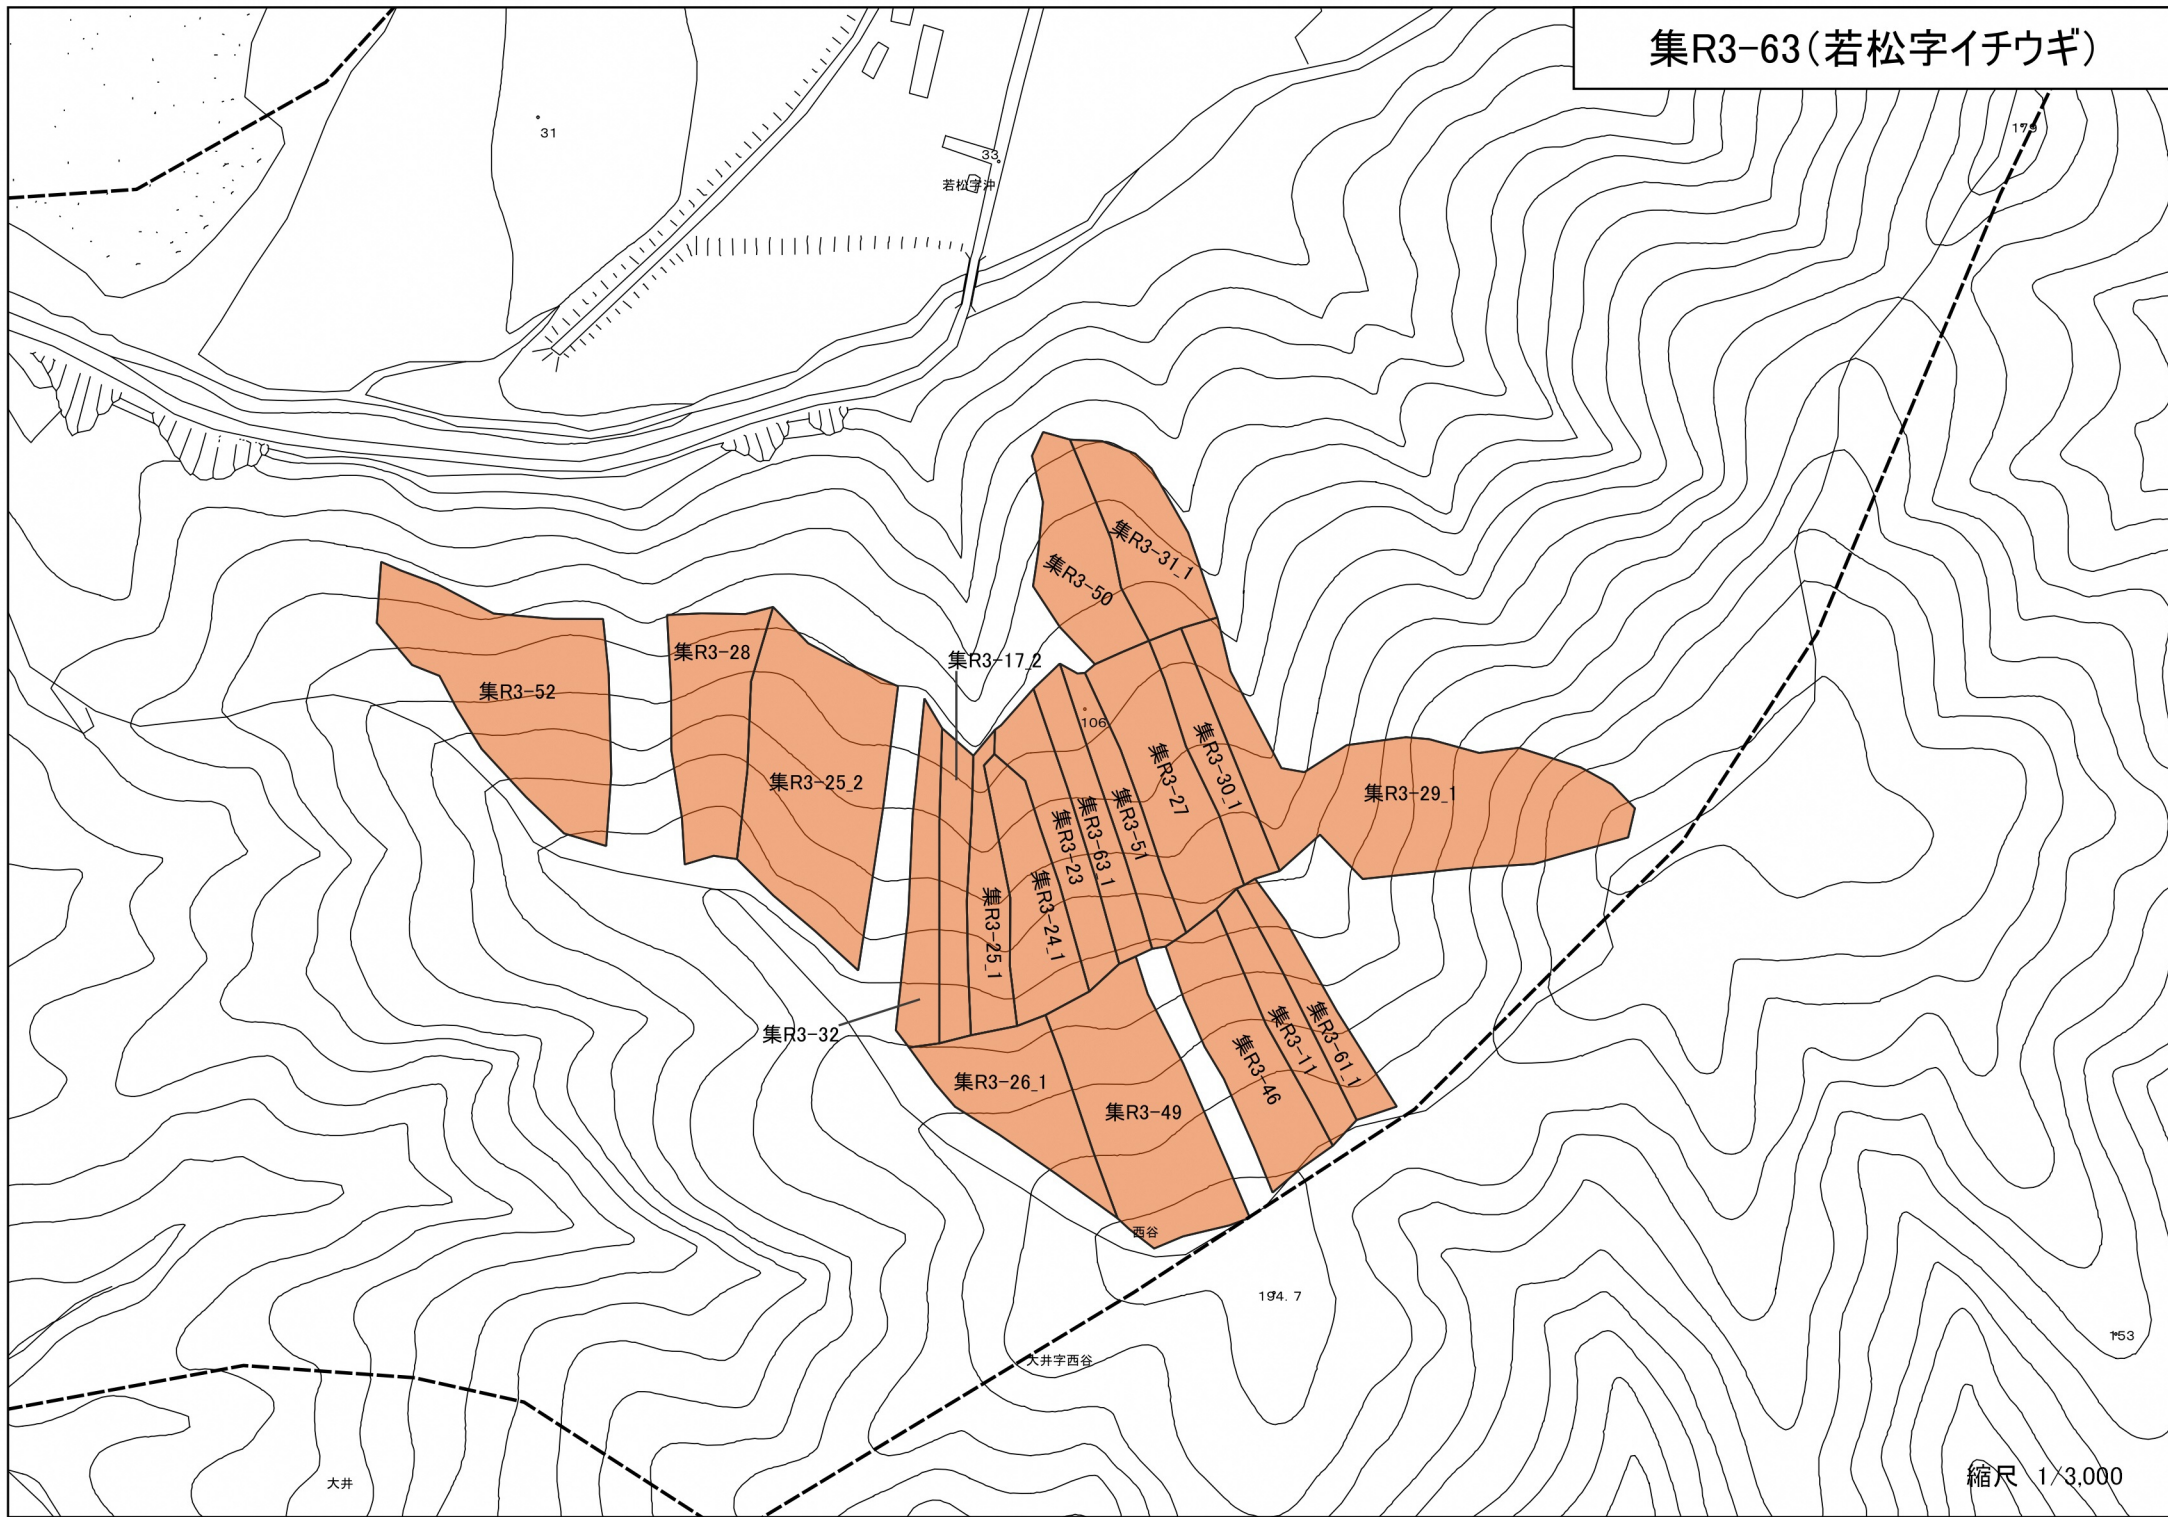 集R3-63(若松字イチウギ)
179
31
33
若松字沖
集R3-31_1
集R3-50
集R3-28
集R3-17_2
集R3-52
106
集R3-25_2
集R3-27
集R3-30_1
集R3-29_1
集R3-51
集R3-63_1
集R3-23
集R3-24_1
集R3-25_1
集R3-32
集R3-26_1
集R3-49
集R3-46
集R3-11
集R3-61_1
西谷
194.7
153
大井字西谷
大井
縮尺 1/3,000